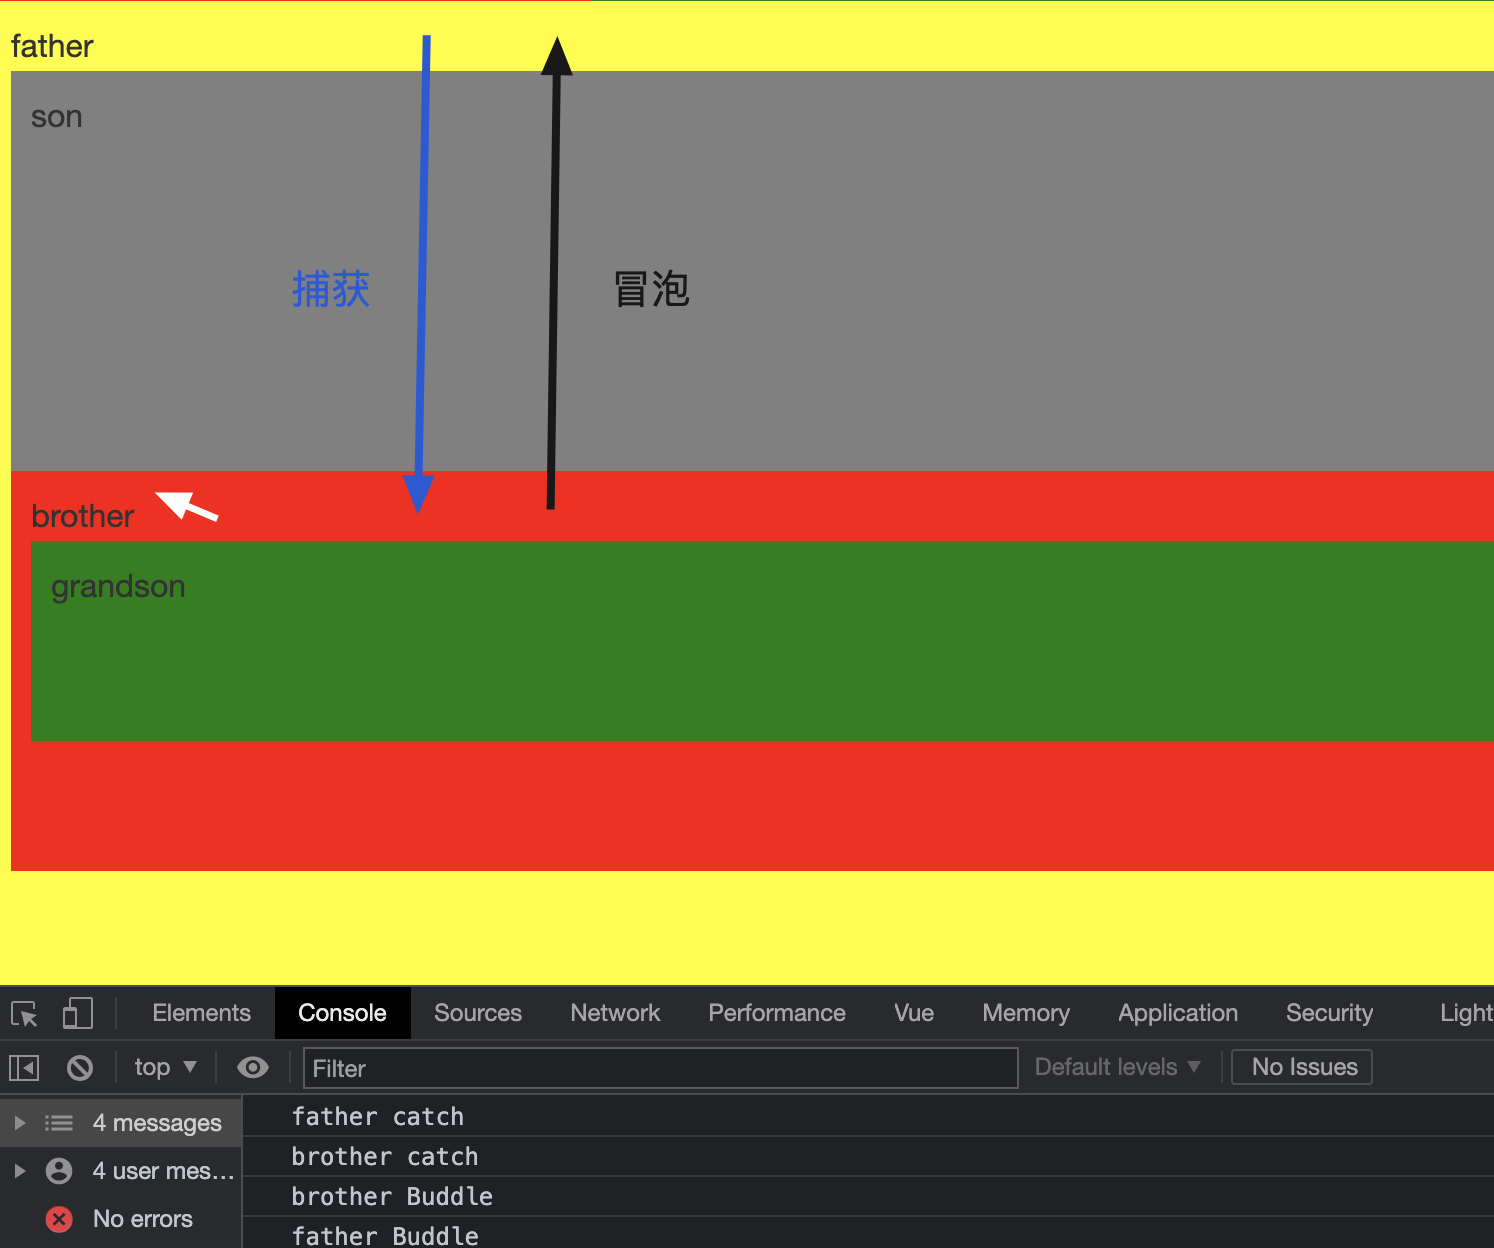 father
son
捕获
冒泡
brother
grandson
Elements Console Sources Network Performance Vue Memory Application Security Light
top Filter Default levels No Issues
4 messages
4 user mes...
No errors
father catch
brother catch
brother Buddle
father Buddle